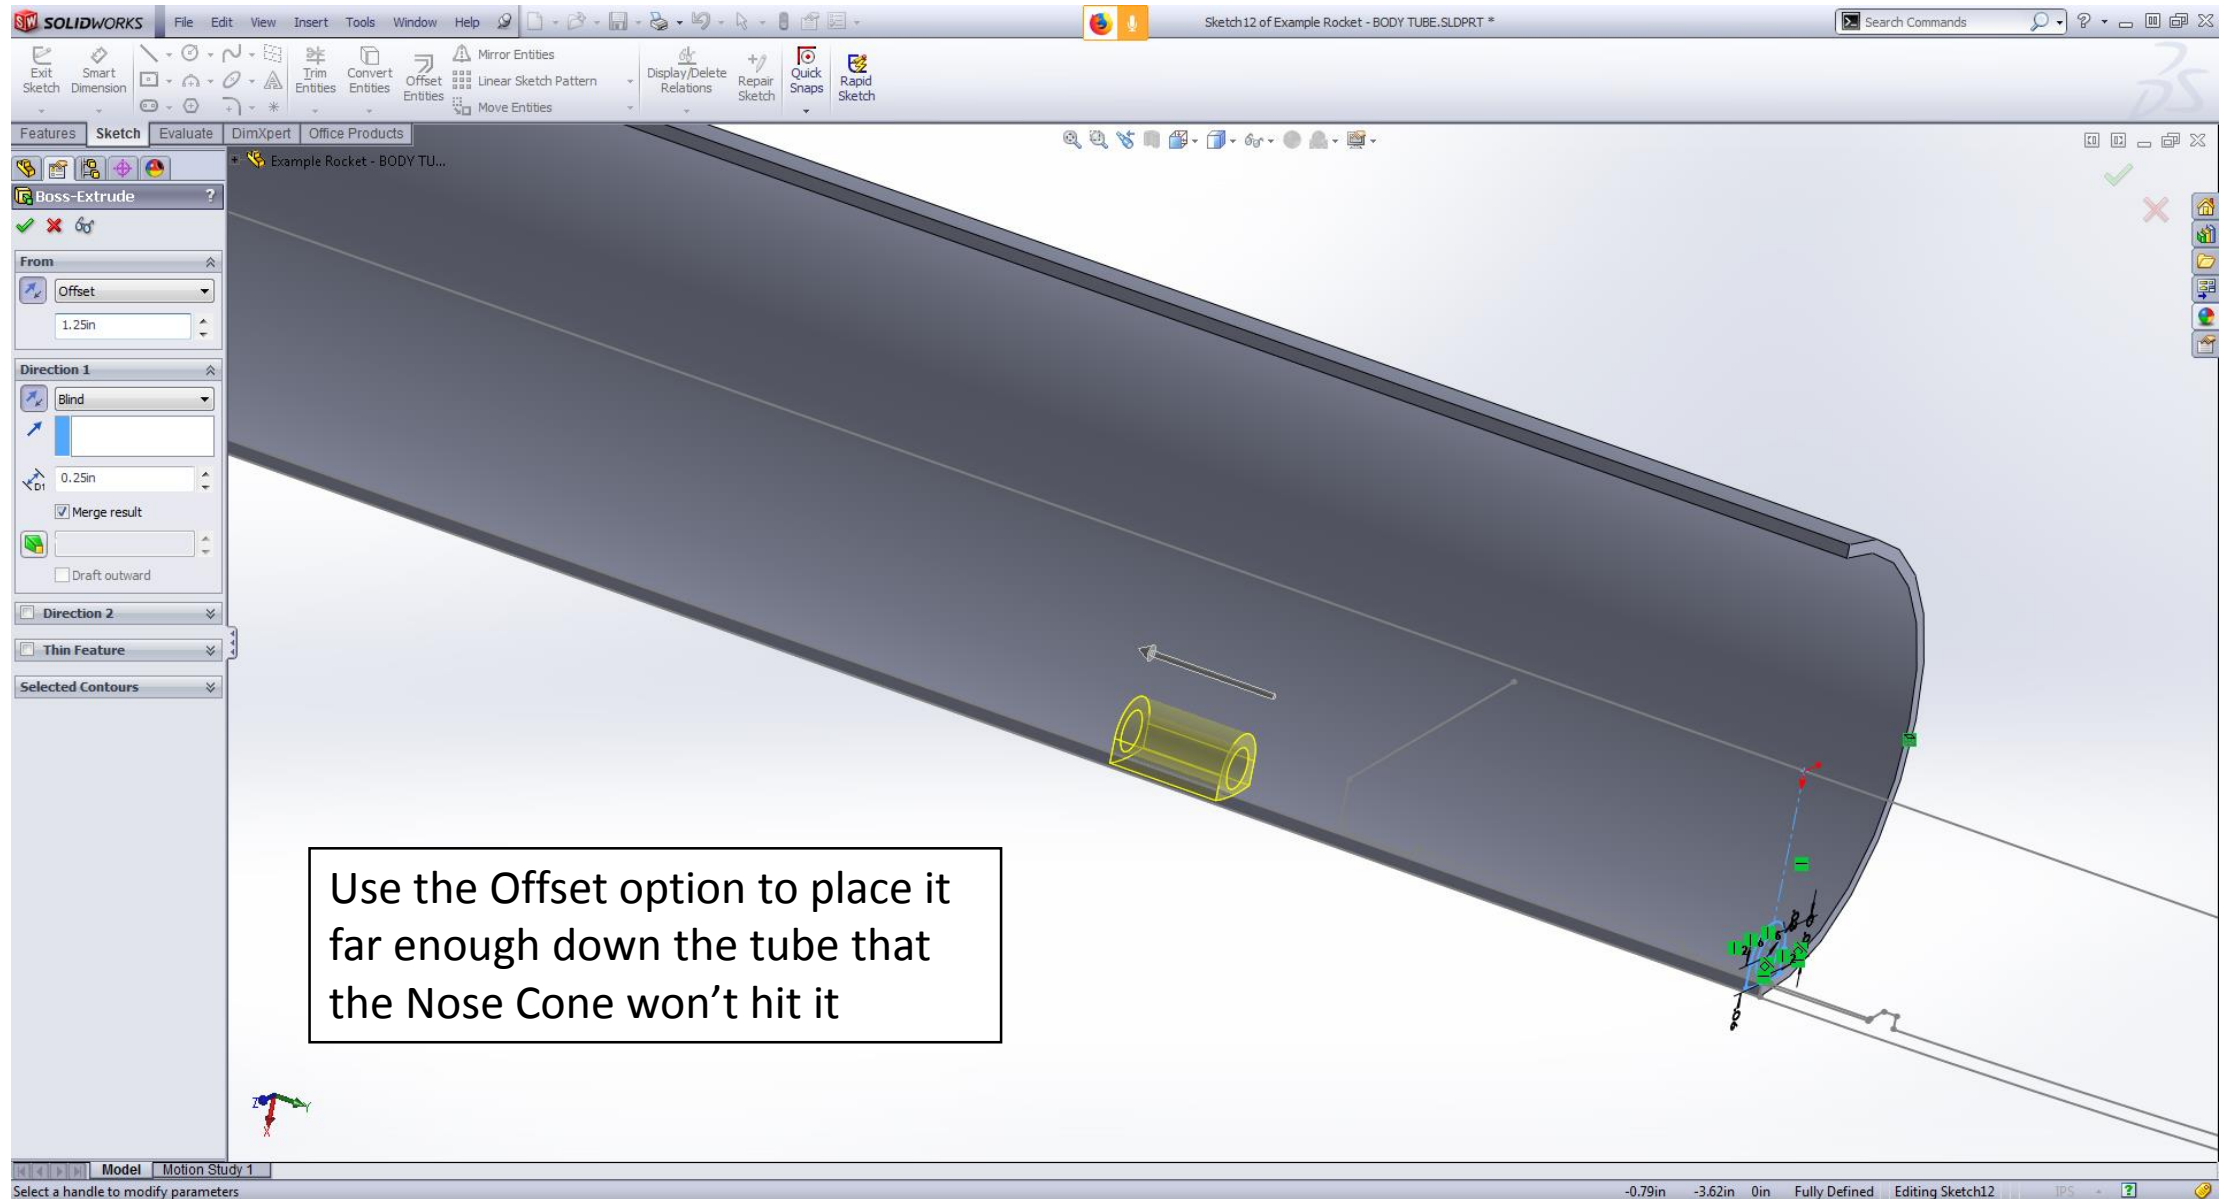 SOLIDWORKS File Edit View Insert Tools Window Help
Sketch12 of Example Rocket - BODY TUBE.SLDPRT *
Search Commands
Exit Sketch
Smart Dimension
Trim Entities
Convert Entities
Offset Entities
Mirror Entities
Linear Sketch Pattern
Move Entities
Display/Delete Relations
Repair Sketch
Quick Snaps
Rapid Sketch
Features Sketch Evaluate DimXpert Office Products
Example Rocket - BODY TU...
Boss-Extrude ?
From
Offset
1.25in
Direction 1
Blind
D1
0.25in
Merge result
Draft outward
Direction 2
Thin Feature
Selected Contours
Use the Offset option to place it
far enough down the tube that
the Nose Cone won’t hit it
Z Y
X
Model Motion Study 1
Select a handle to modify parameters
-0.79in -3.62in 0in Fully Defined Editing Sketch12 IPS